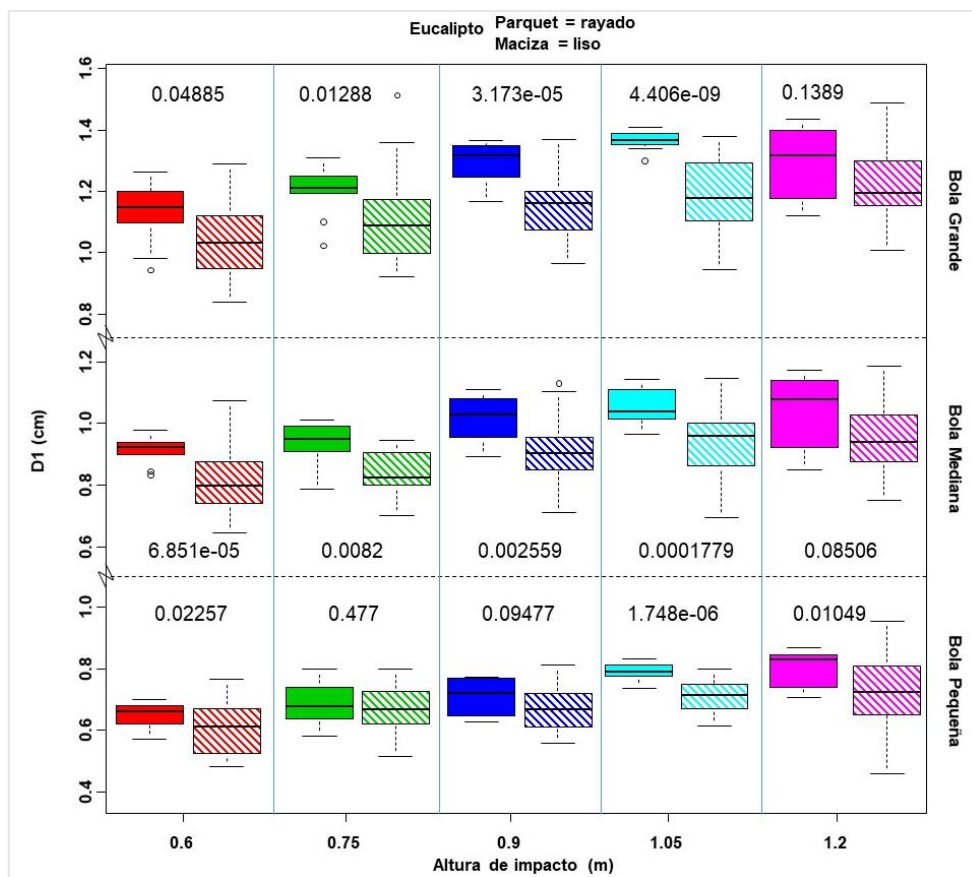 Eucalipto Parquet = rayado
Maciza = liso
1.6
1.4
1.2
1.0
0.8
0.04885 0.01288 3.173e-05 4.406e-09 0.1389
Bola Grande
D1 (cm)
1.2
1.0
0.8
0.6
6.851e-05 0.0082 0.002559 0.0001779 0.08506
Bola Mediana
1.0
0.8
0.6
0.4
0.02257 0.477 0.09477 1.748e-06 0.01049
Bola Pequeña
0.6 0.75 0.9 1.05 1.2
Altura de impacto (m)